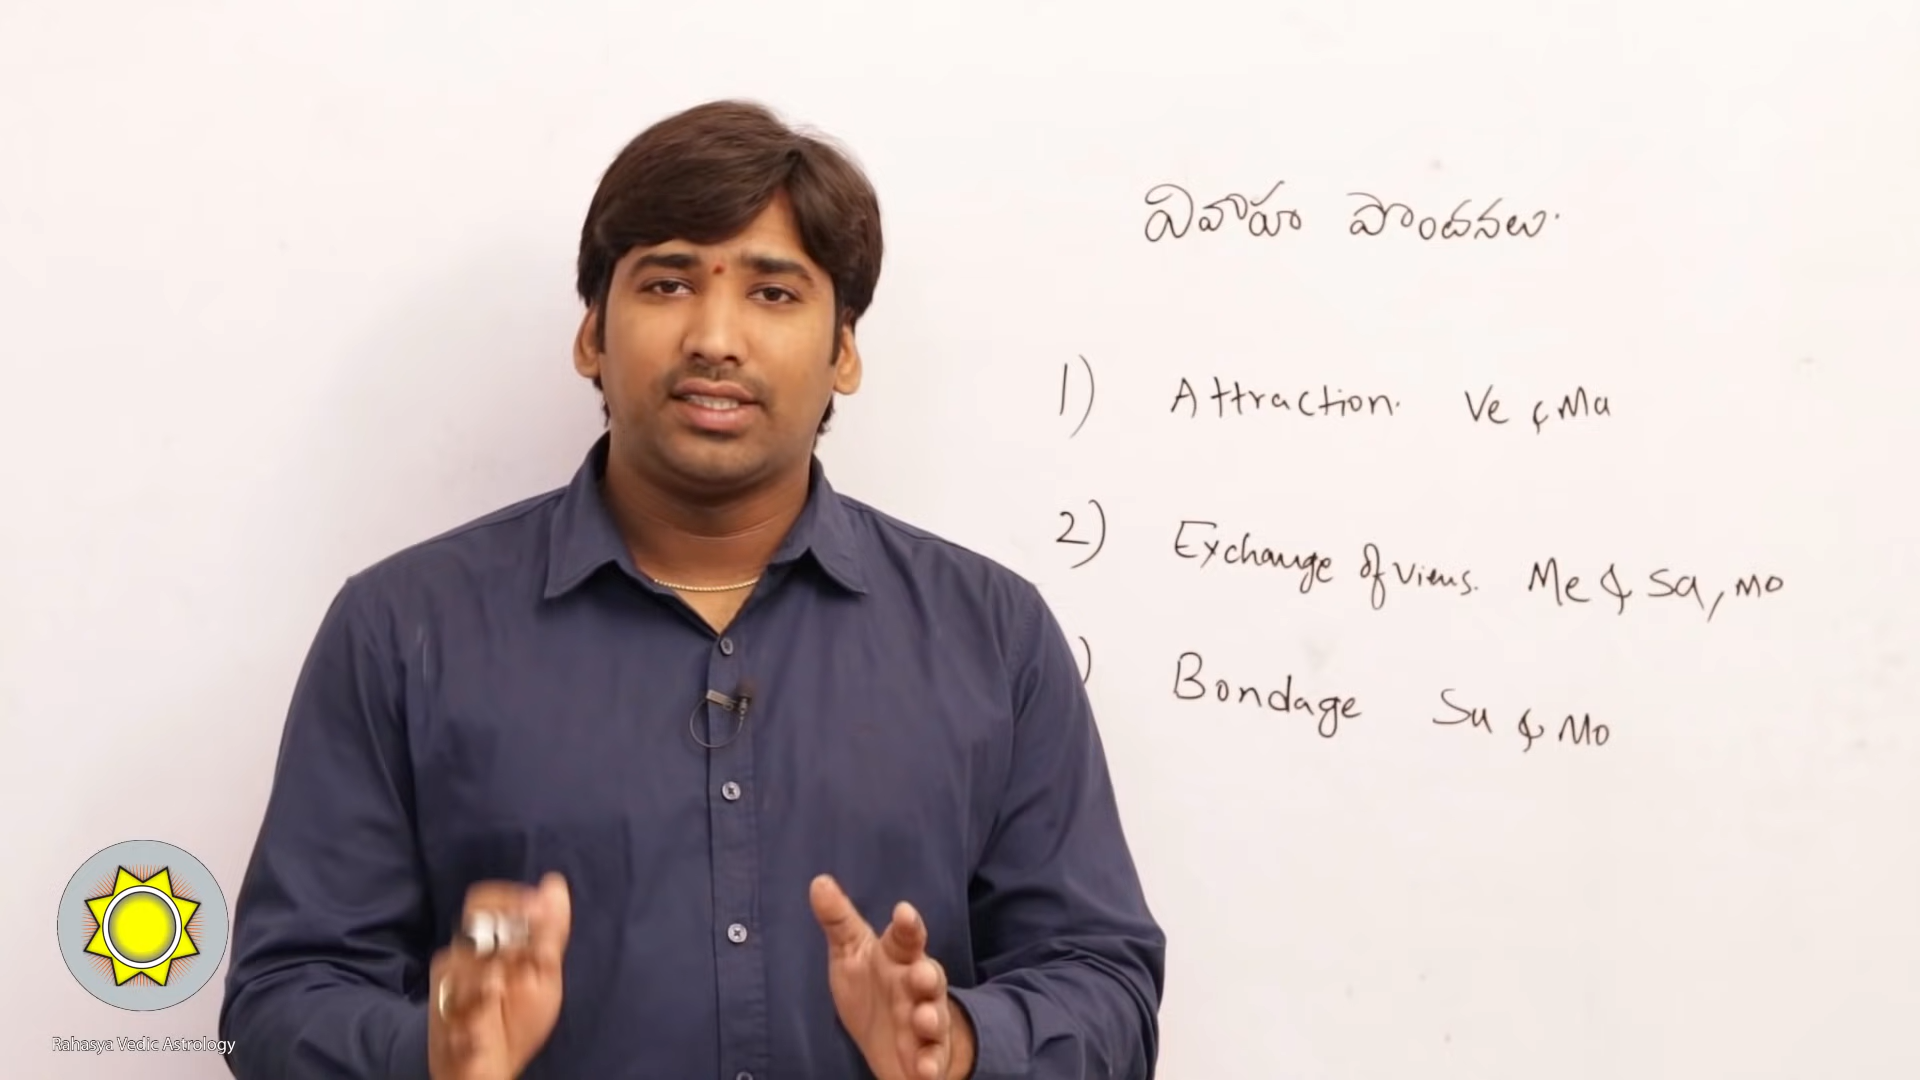 వివాహ పొంతనలు.
1) Attraction. Ve & Ma
2) Exchange of views. Me & Sa, Mo
) Bondage Su & Mo
Rahasya Vedic Astrology